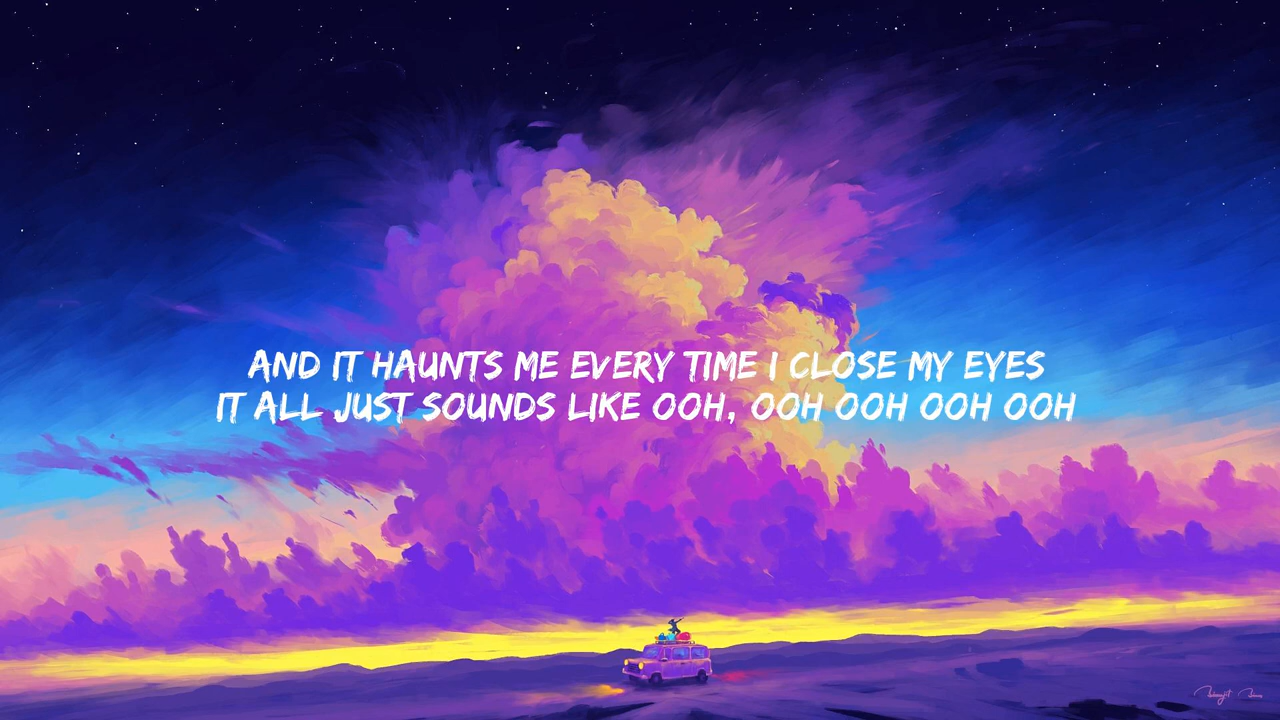 AND IT HAUNTS ME EVERY TIME I CLOSE MY EYES
IT ALL JUST SOUNDS LIKE OOH, OOH OOH OOH OOH